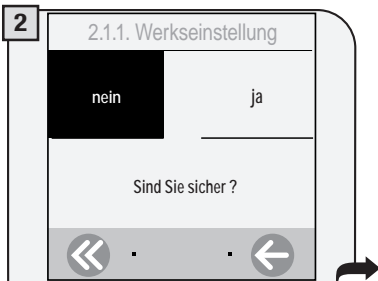 2
2.1.1. Werkseinstellung
nein ja
Sind Sie sicher ?